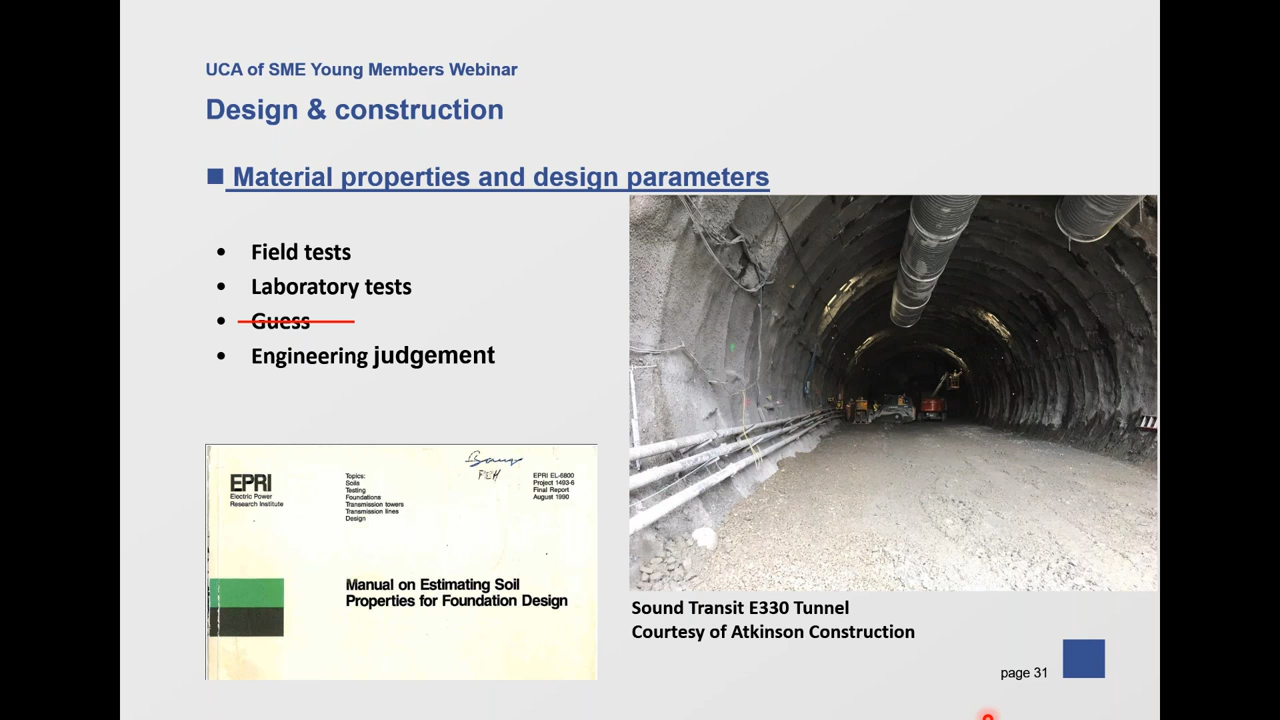 UCA of SME Young Members Webinar
Design & construction
Material properties and design parameters
• Field tests
• Laboratory tests
• Guess
• Engineering judgement
EPRI
Electric Power
Research Institute
Topics:
Soils
Testing
Foundations
Transmission towers
Transmission lines
Design
EPRI EL-6800
Project 1493-6
Final Report
August 1990
Manual on Estimating Soil
Properties for Foundation Design
Sound Transit E330 Tunnel
Courtesy of Atkinson Construction
page 31